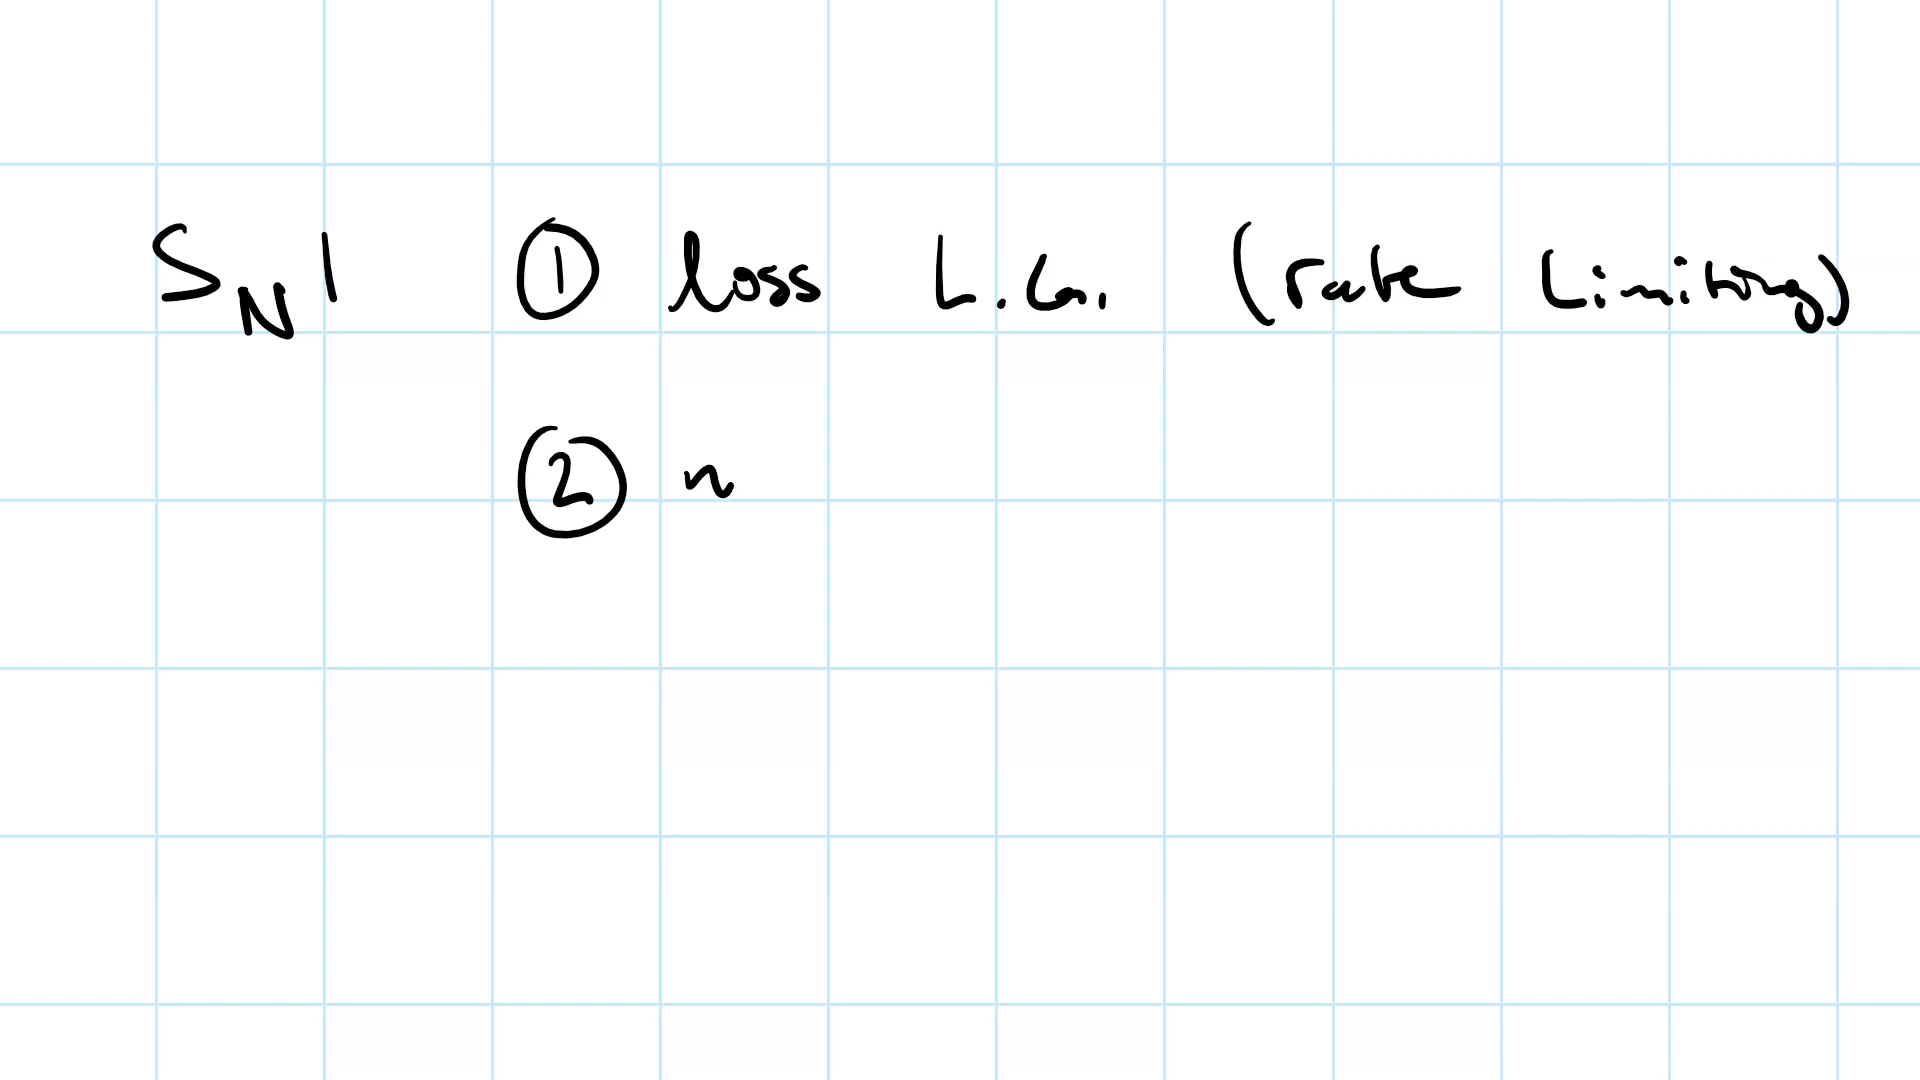 SN1 ① loss L.G. (rate limiting)
② n